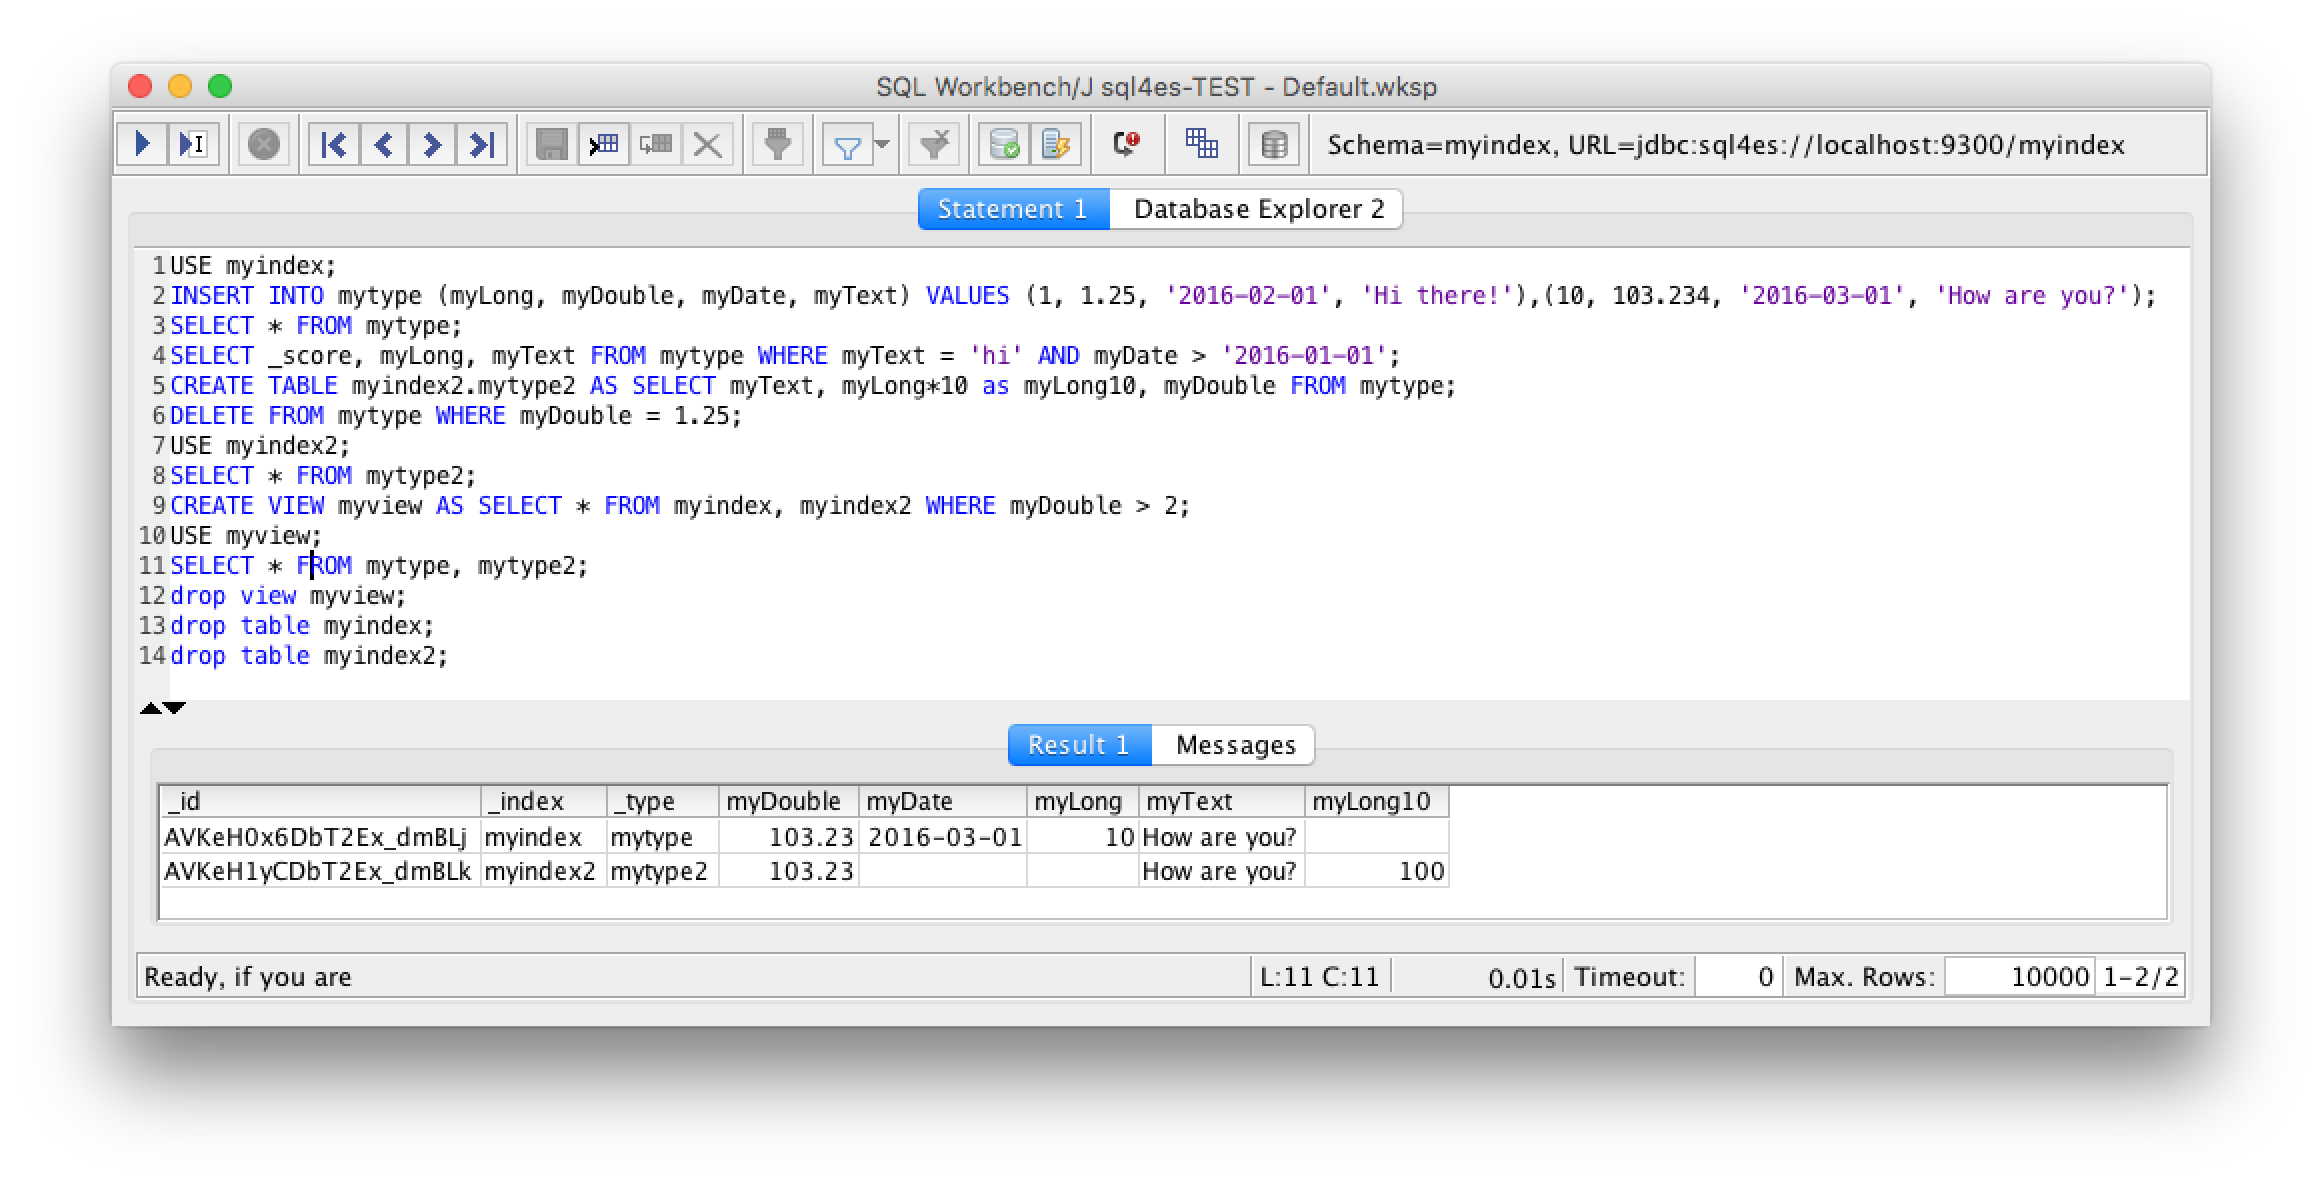 SQL Workbench/J sql4es-TEST - Default.wksp
Schema=myindex, URL=jdbc:sql4es://localhost:9300/myindex
Statement 1 Database Explorer 2
1 USE myindex;
2 INSERT INTO mytype (myLong, myDouble, myDate, myText) VALUES (1, 1.25, '2016-02-01', 'Hi there!'),(10, 103.234, '2016-03-01', 'How are you?');
3 SELECT * FROM mytype;
4 SELECT _score, myLong, myText FROM mytype WHERE myText = 'hi' AND myDate > '2016-01-01';
5 CREATE TABLE myindex2.mytype2 AS SELECT myText, myLong*10 as myLong10, myDouble FROM mytype;
6 DELETE FROM mytype WHERE myDouble = 1.25;
7 USE myindex2;
8 SELECT * FROM mytype2;
9 CREATE VIEW myview AS SELECT * FROM myindex, myindex2 WHERE myDouble > 2;
10 USE myview;
11 SELECT * FROM mytype, mytype2;
12 drop view myview;
13 drop table myindex;
14 drop table myindex2;
Result 1 Messages
_id _index _type myDouble myDate myLong myText myLong10
AVKeH0x6DbT2Ex_dmBLj myindex mytype 103.23 2016-03-01 10 How are you?
AVKeH1yCDbT2Ex_dmBLk myindex2 mytype2 103.23 How are you? 100
Ready, if you are L:11 C:11 0.01s Timeout: 0 Max. Rows: 10000 1-2/2